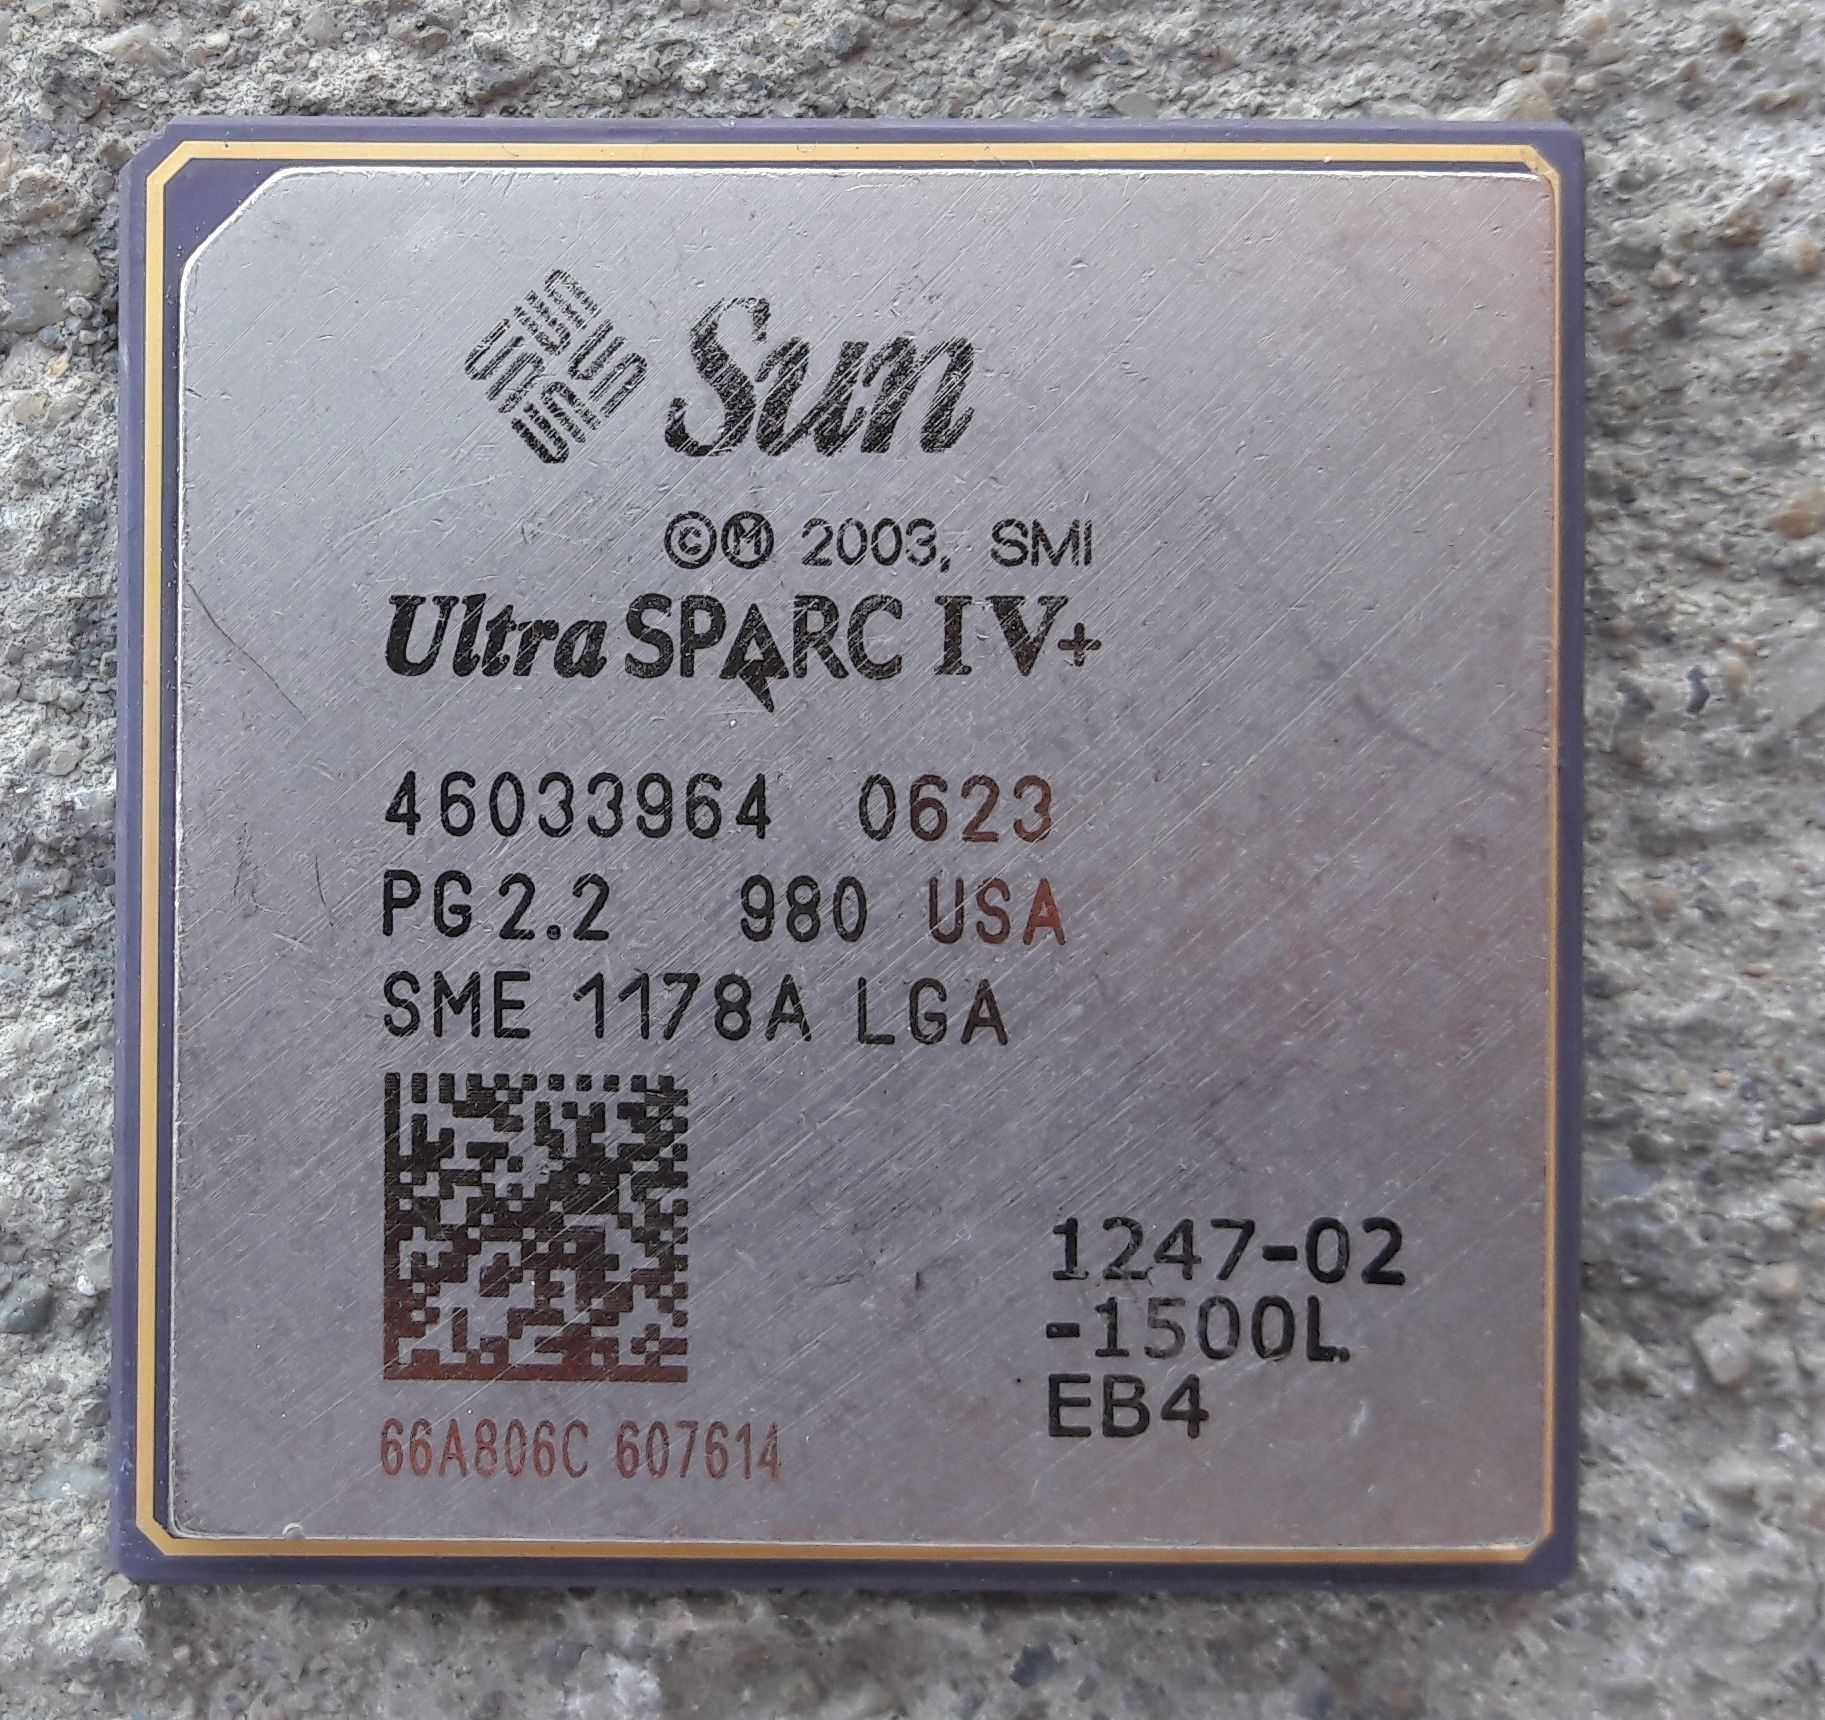 Sun
©Ⓜ 2003, SMI
UltraSPARC IV+
46033964 0623
PG 2.2 980 USA
SME 1178A LGA
66A806C 607614
1247-02
-1500L
EB4